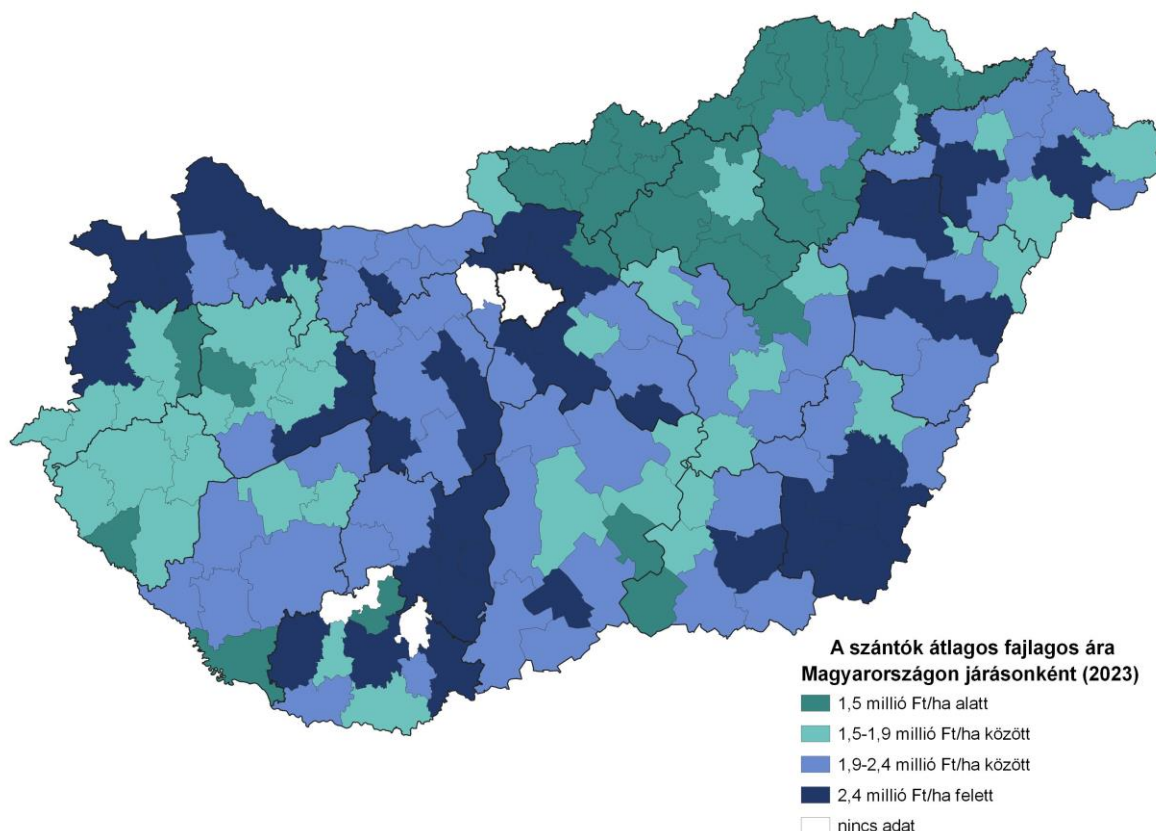 A szántók átlagos fajlagos ára
Magyarországon járásonként (2023)
1,5 millió Ft/ha alatt
1,5-1,9 millió Ft/ha között
1,9-2,4 millió Ft/ha között
2,4 millió Ft/ha felett
nincs adat